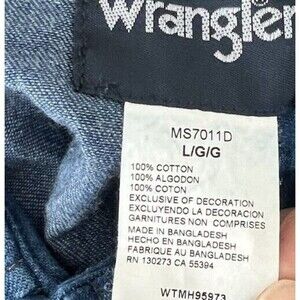 Wrangler
MS7011D
L/G/G
100% COTTON
100% ALGODON
100% COTON
EXCLUSIVE OF DECORATION
EXCLUYENDO LA DECORACION
GARNITURES NON COMPRISES
MADE IN BANGLADESH
HECHO EN BANGLADESH
FABRIQUE AU BANGLADESH
RN 130273 CA 55394
WTMH95973